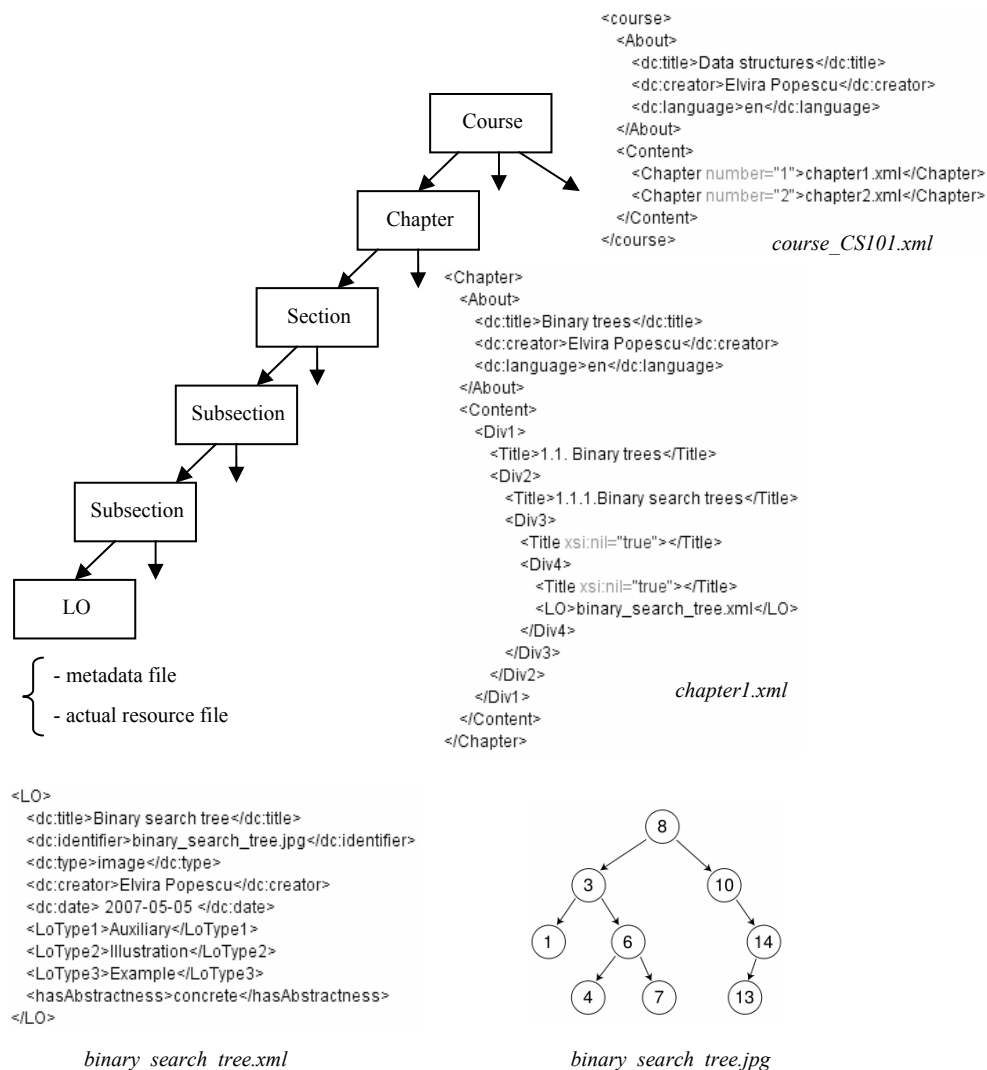 <course>
<About>
<dc:title>Data structures</dc:title>
<dc:creator>Elvira Popescu</dc:creator>
<dc:language>en</dc:language>
</About>
<Content>
<Chapter number="1">chapter1.xml</Chapter>
<Chapter number="2">chapter2.xml</Chapter>
</Content>
</course>
course_CS101.xml
Course
Chapter
Section
Subsection
Subsection
LO
- metadata file
- actual resource file
<Chapter>
<About>
<dc:title>Binary trees</dc:title>
<dc:creator>Elvira Popescu</dc:creator>
<dc:language>en</dc:language>
</About>
<Content>
<Div1>
<Title>1.1. Binary trees</Title>
<Div2>
<Title>1.1.1.Binary search trees</Title>
<Div3>
<Title xsi:nil="true"></Title>
<Div4>
<Title xsi:nil="true"></Title>
<LO>binary_search_tree.xml</LO>
</Div4>
</Div3>
</Div2>
</Div1>
</Content>
</Chapter>
chapter1.xml
<LO>
<dc:title>Binary search tree</dc:title>
<dc:identifier>binary_search_tree.jpg</dc:identifier>
<dc:type>image</dc:type>
<dc:creator>Elvira Popescu</dc:creator>
<dc:date> 2007-05-05 </dc:date>
<LoType1>Auxiliary</LoType1>
<LoType2>Illustration</LoType2>
<LoType3>Example</LoType3>
<hasAbstractness>concrete</hasAbstractness>
</LO>
binary_search_tree.xml
8
3 10
1 6 14
4 7 13
binary_search_tree.jpg